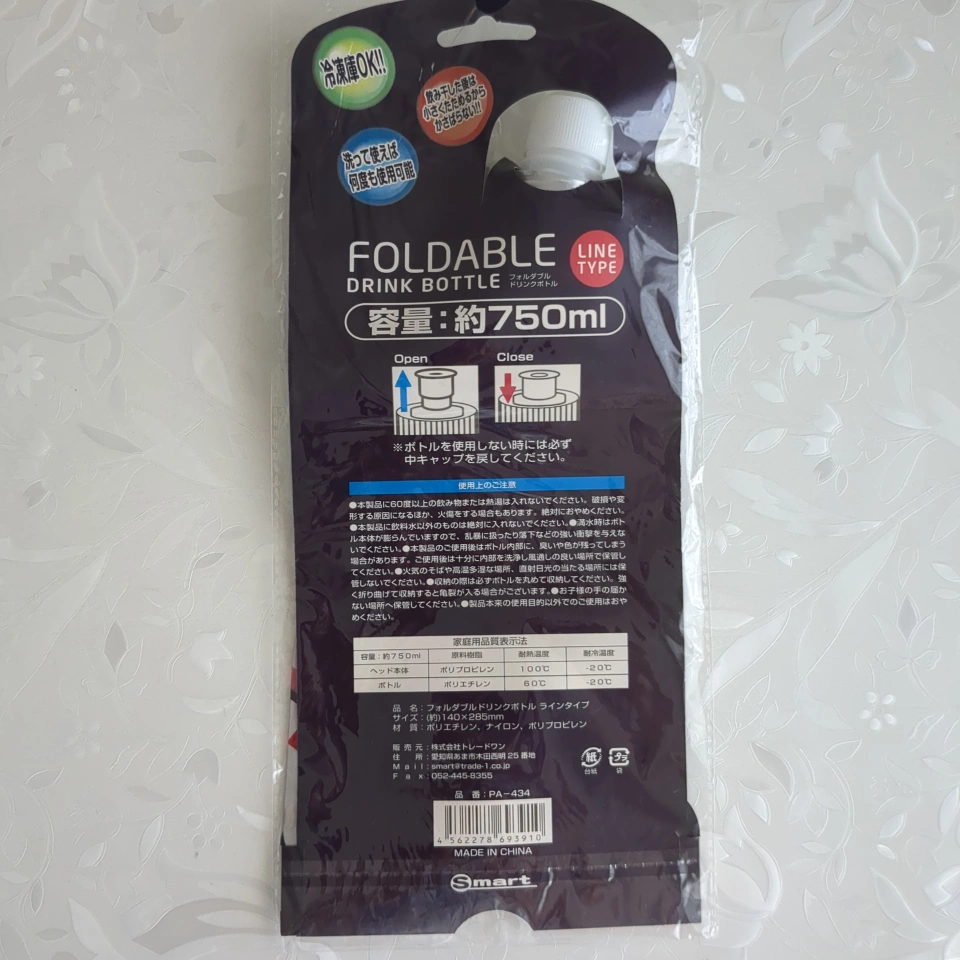 冷凍庫OK!!
飲み干した後は
小さくたためるから
かさばらない!!
洗って使えば
何度も使用可能
FOLDABLE
DRINK BOTTLE
フォルダブル
ドリンクボトル
LINE
TYPE
容量:約750ml
Open
Close
※ボトルを使用しない時には必ず
中キャップを戻してください。
使用上のご注意
●本製品に60度以上の飲み物または熱湯は入れないでください。破損や変
形する原因になるほか、火傷をする場合もあります。絶対におやめください。
●本製品に飲料水以外のものは絶対に入れないでください。●満水時はボト
ル本体が膨らんでいますので、乱暴に扱ったり落下などの強い衝撃を与えな
いでください。●本製品のご使用後はボトル内部に、臭いや色が残ってしまう
場合があります。ご使用後は十分に内部を洗浄し風通しの良い場所で保管し
てください。●火気のそばや高温多湿な場所、直射日光の当たる場所には保
管しないでください。●収納の際は必ずボトルを丸めて収納してください。強
く折り曲げて収納すると亀裂が入る場合がございます。●お子様の手の届か
ない場所へ保管してください。●製品本来の使用目的以外でのご使用はおや
めください。
家庭用品質表示法
容量:約750ml 原料樹脂 耐熱温度 耐冷温度
ヘッド本体 ポリプロピレン 100℃ -20℃
ボトル ポリエチレン 60℃ -20℃
品 名:フォルダブルドリンクボトル ラインタイプ
サイズ:(約)140×285mm
材 質:ポリエチレン、ナイロン、ポリプロピレン
販 売 元:株式会社トレードワン
住 所:愛知県あま市木田西明25番地
Mail:smart@trade-1.co.jp
Fax:052-445-8355
紙
台紙
プラ
袋
品 番:PA-434
4 562278 693910
MADE IN CHINA
Smart